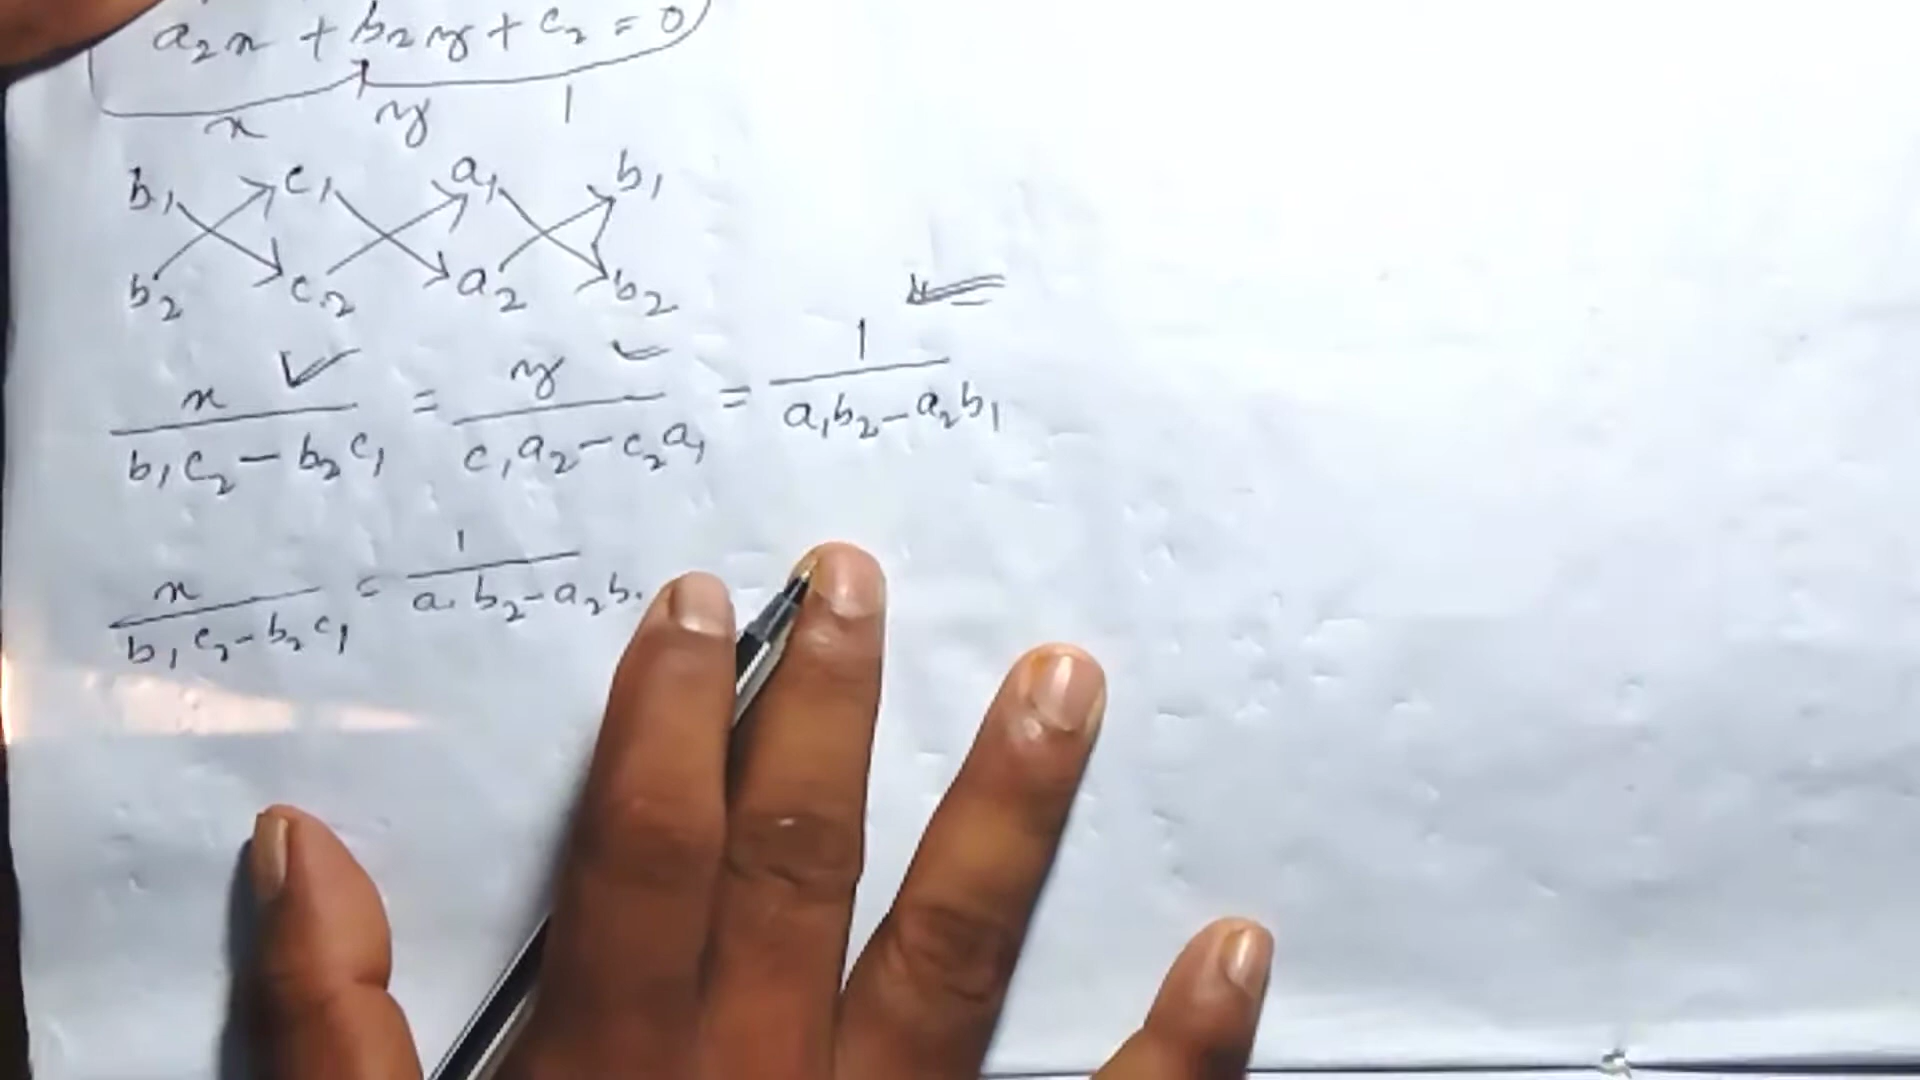 a₂x + b₂y + c₂ = 0
x y 1
b₁ c₁ a₁ b₁
b₂ c₂ a₂ b₂
x/(b₁c₂ − b₂c₁) = y/(c₁a₂ − c₂a₁) = 1/(a₁b₂ − a₂b₁)
x/(b₁c₂ − b₂c₁) = 1/(a₁b₂ − a₂b₁)